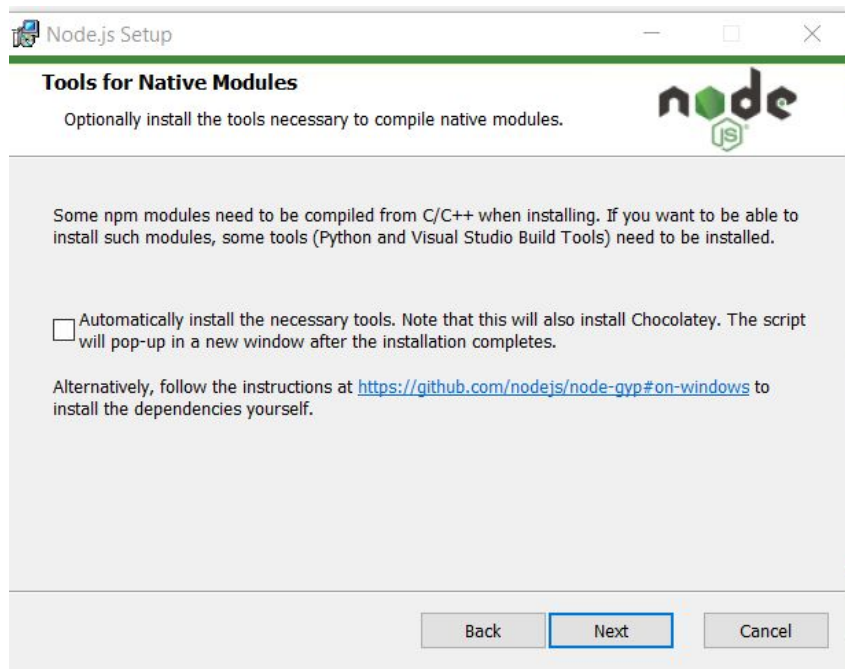 Node.js Setup
Tools for Native Modules
Optionally install the tools necessary to compile native modules.
node
JS
Some npm modules need to be compiled from C/C++ when installing. If you want to be able to
install such modules, some tools (Python and Visual Studio Build Tools) need to be installed.
Automatically install the necessary tools. Note that this will also install Chocolatey. The script
will pop-up in a new window after the installation completes.
Alternatively, follow the instructions at https://github.com/nodejs/node-gyp#on-windows to
install the dependencies yourself.
Back Next Cancel